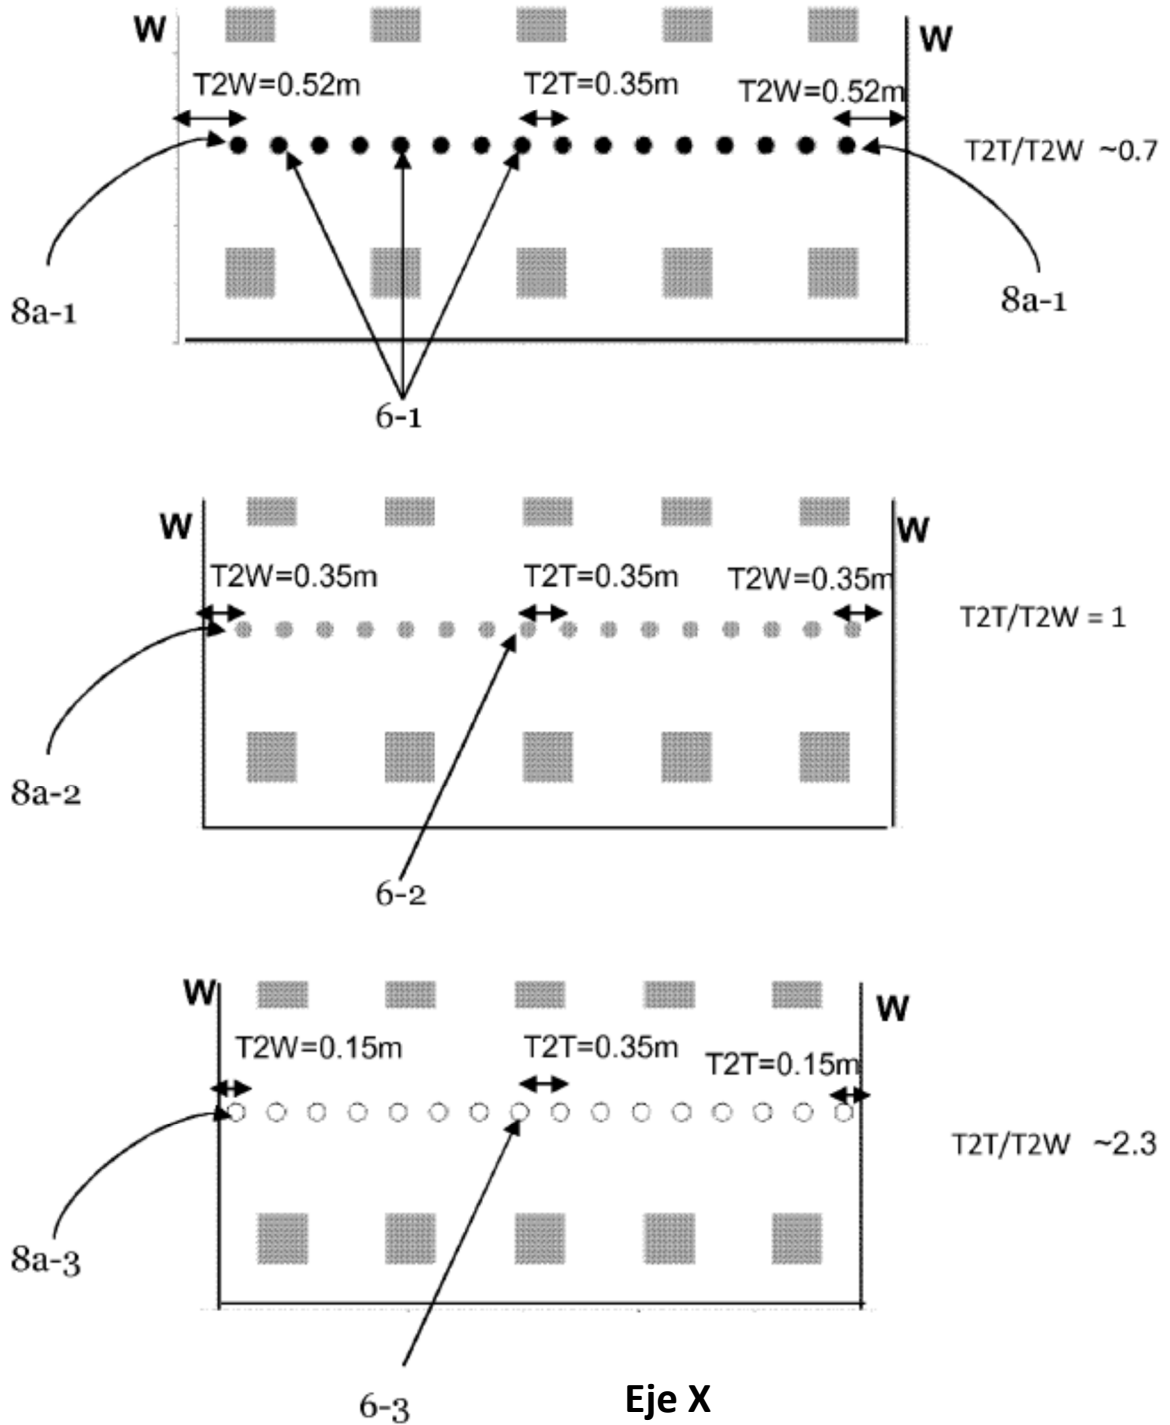 W
W
T2W=0.52m
T2T=0.35m
T2W=0.52m
T2T/T2W ~0.7
8a-1
8a-1
6-1
W
W
T2W=0.35m
T2T=0.35m
T2W=0.35m
T2T/T2W = 1
8a-2
6-2
W
W
T2W=0.15m
T2T=0.35m
T2T=0.15m
T2T/T2W ~2.3
8a-3
6-3
Eje X